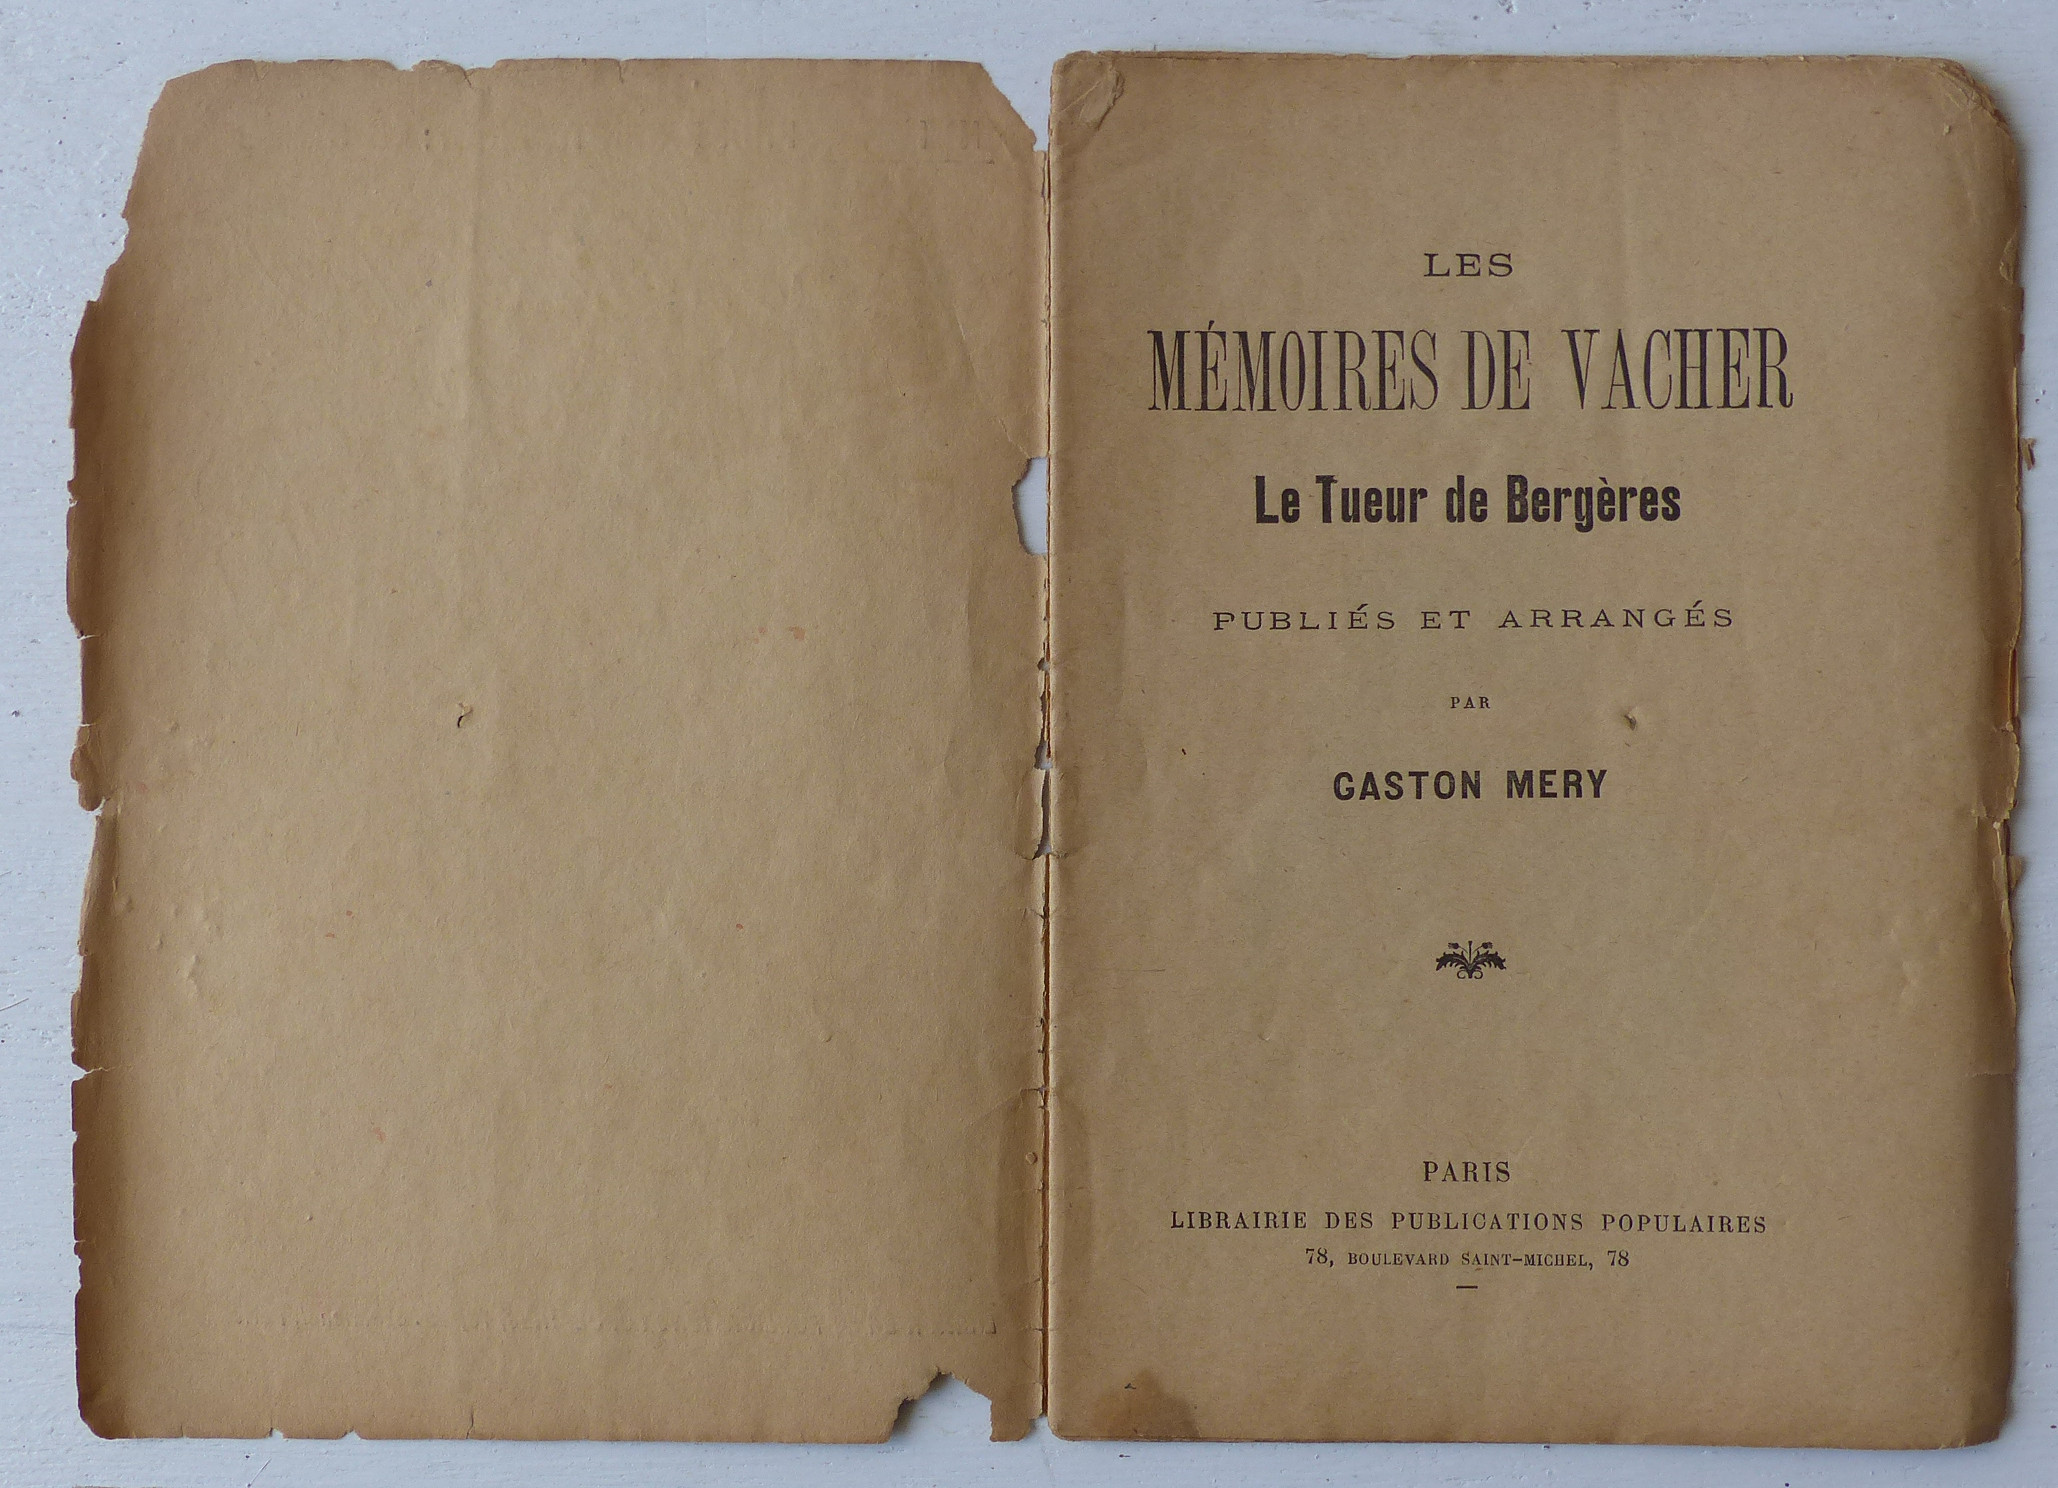 LES
MÉMOIRES DE VACHER
Le Tueur de Bergères
PUBLIÉS ET ARRANGÉS
PAR
GASTON MERY
PARIS
LIBRAIRIE DES PUBLICATIONS POPULAIRES
78, BOULEVARD SAINT-MICHEL, 78